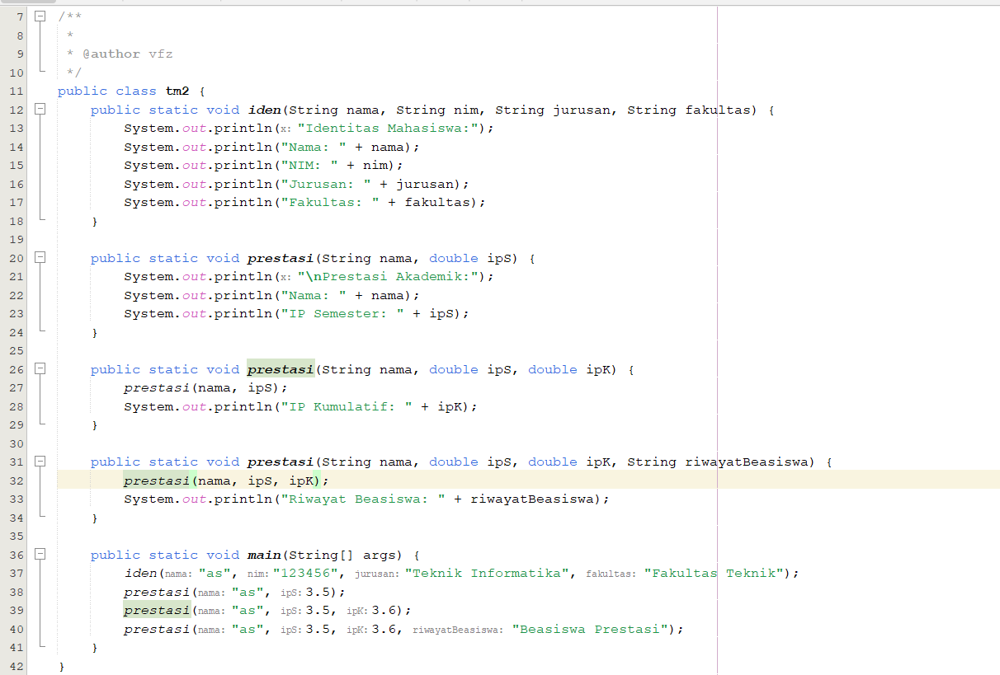 7 /**
8 *
9 * @author vfz
10 */
11 public class tm2 {
12 public static void iden(String nama, String nim, String jurusan, String fakultas) {
13 System.out.println(x: "Identitas Mahasiswa:");
14 System.out.println("Nama: " + nama);
15 System.out.println("NIM: " + nim);
16 System.out.println("Jurusan: " + jurusan);
17 System.out.println("Fakultas: " + fakultas);
18 }
19
20 public static void prestasi(String nama, double ipS) {
21 System.out.println(x: "\nPrestasi Akademik:");
22 System.out.println("Nama: " + nama);
23 System.out.println("IP Semester: " + ipS);
24 }
25
26 public static void prestasi(String nama, double ipS, double ipK) {
27 prestasi(nama, ipS);
28 System.out.println("IP Kumulatif: " + ipK);
29 }
30
31 public static void prestasi(String nama, double ipS, double ipK, String riwayatBeasiswa) {
32 prestasi(nama, ipS, ipK);
33 System.out.println("Riwayat Beasiswa: " + riwayatBeasiswa);
34 }
35
36 public static void main(String[] args) {
37 iden(nama: "as", nim: "123456", jurusan: "Teknik Informatika", fakultas: "Fakultas Teknik");
38 prestasi(nama: "as", ipS: 3.5);
39 prestasi(nama: "as", ipS: 3.5, ipK: 3.6);
40 prestasi(nama: "as", ipS: 3.5, ipK: 3.6, riwayatBeasiswa: "Beasiswa Prestasi");
41 }
42 }